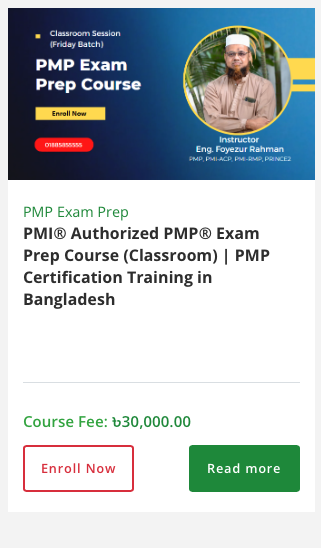 Classroom Session
(Friday Batch)
PMP Exam
Prep Course
Enroll Now
01885855555
Instructor
Eng. Foyezur Rahman
PMP, PMI-ACP, PMI-RMP, PRINCE2
PMP Exam Prep
PMI® Authorized PMP® Exam
Prep Course (Classroom) | PMP
Certification Training in
Bangladesh
Course Fee: ৳30,000.00
Enroll Now
Read more